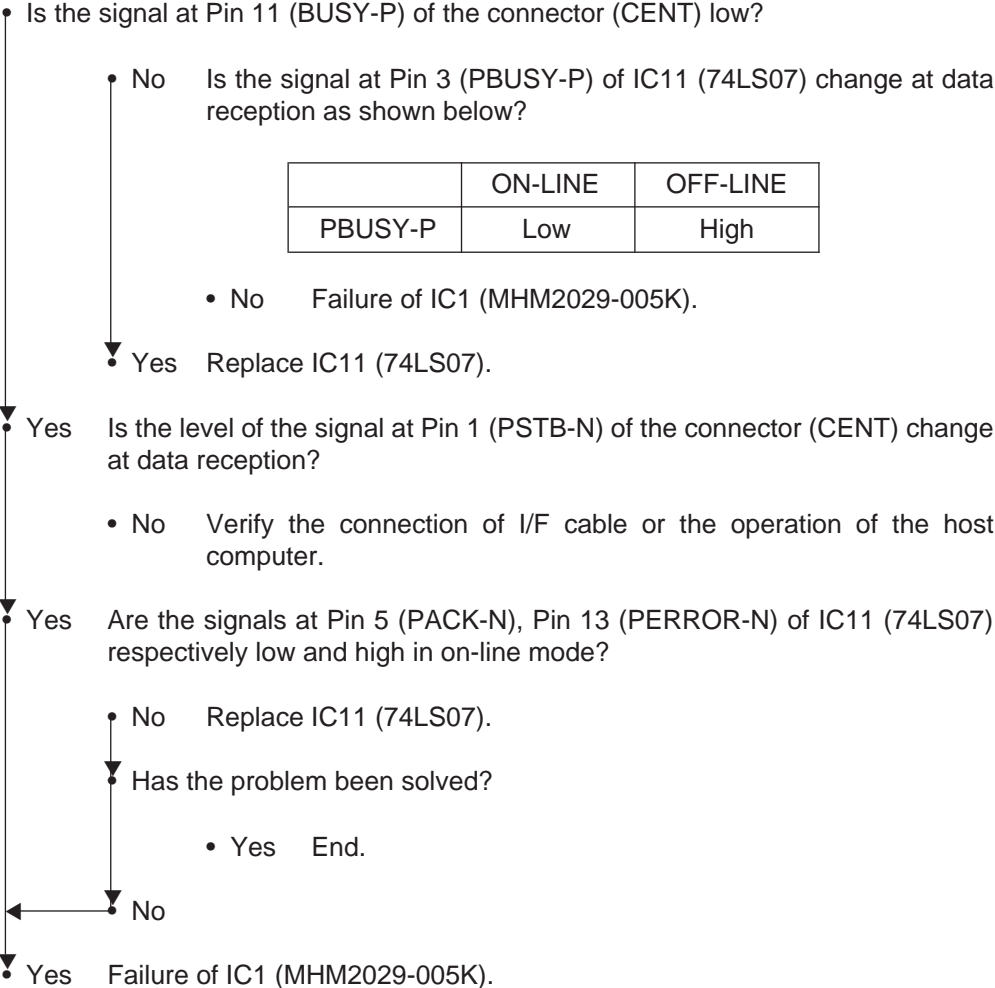 • Is the signal at Pin 11 (BUSY-P) of the connector (CENT) low?
• No Is the signal at Pin 3 (PBUSY-P) of IC11 (74LS07) change at data
reception as shown below?
ON-LINE OFF-LINE
PBUSY-P Low High
• No Failure of IC1 (MHM2029-005K).
• Yes Replace IC11 (74LS07).
• Yes Is the level of the signal at Pin 1 (PSTB-N) of the connector (CENT) change
at data reception?
• No Verify the connection of I/F cable or the operation of the host
computer.
• Yes Are the signals at Pin 5 (PACK-N), Pin 13 (PERROR-N) of IC11 (74LS07)
respectively low and high in on-line mode?
• No Replace IC11 (74LS07).
• Has the problem been solved?
• Yes End.
• No
• Yes Failure of IC1 (MHM2029-005K).